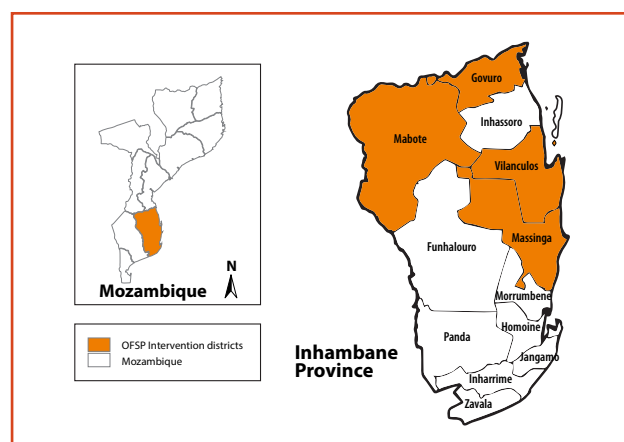 N
Mozambique
OFSP Intervention districts
Mozambique
Govuro
Inhassoro
Mabote
Vilanculos
Massinga
Funhalouro
Morrumbene
Homoine
Panda
Jangamo
Inhambane
Province
Inharrime
Zavala